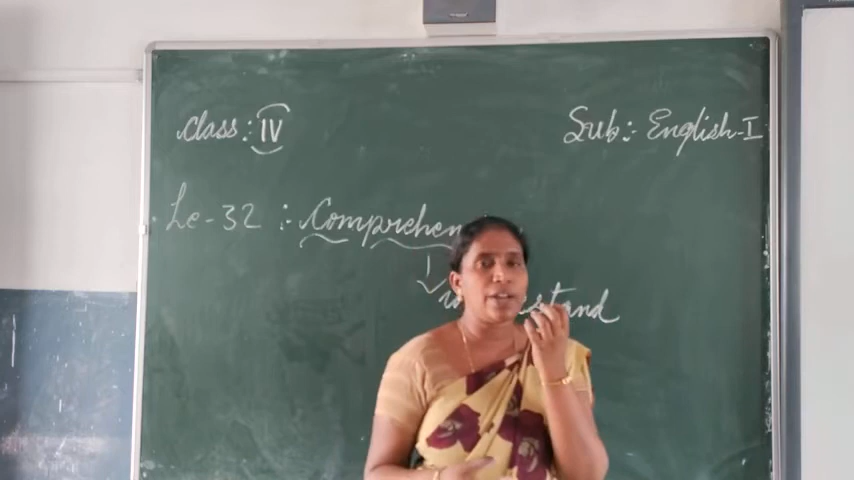 Class : IV
Sub :- English-I
Le-32 :- Comprehen
stand